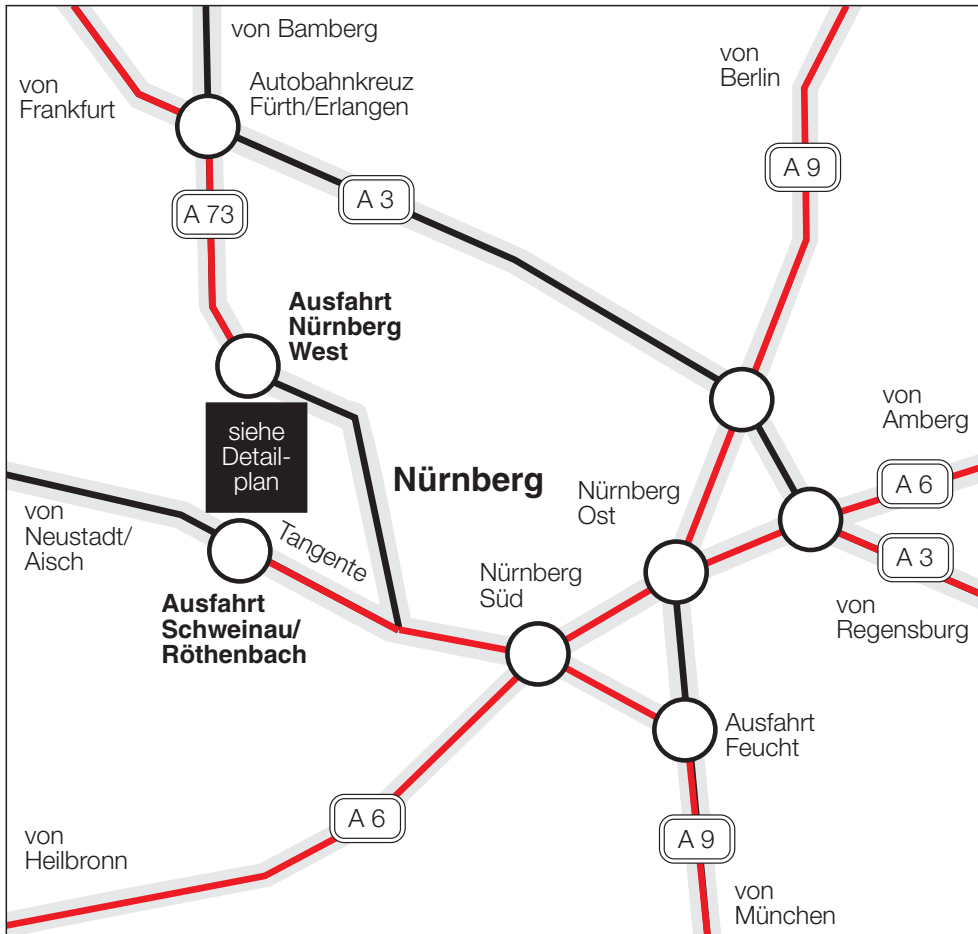 von Bamberg
von
Frankfurt
Autobahnkreuz
Fürth/Erlangen
von
Berlin
A 9
A 3
A 73
Ausfahrt
Nürnberg
West
siehe
Detail-
plan
Nürnberg
von
Amberg
A 6
Nürnberg
Ost
von
Neustadt/
Aisch
Tangente
A 3
Nürnberg
Süd
Ausfahrt
Schweinau/
Röthenbach
von
Regensburg
Ausfahrt
Feucht
A 6
A 9
von
Heilbronn
von
München